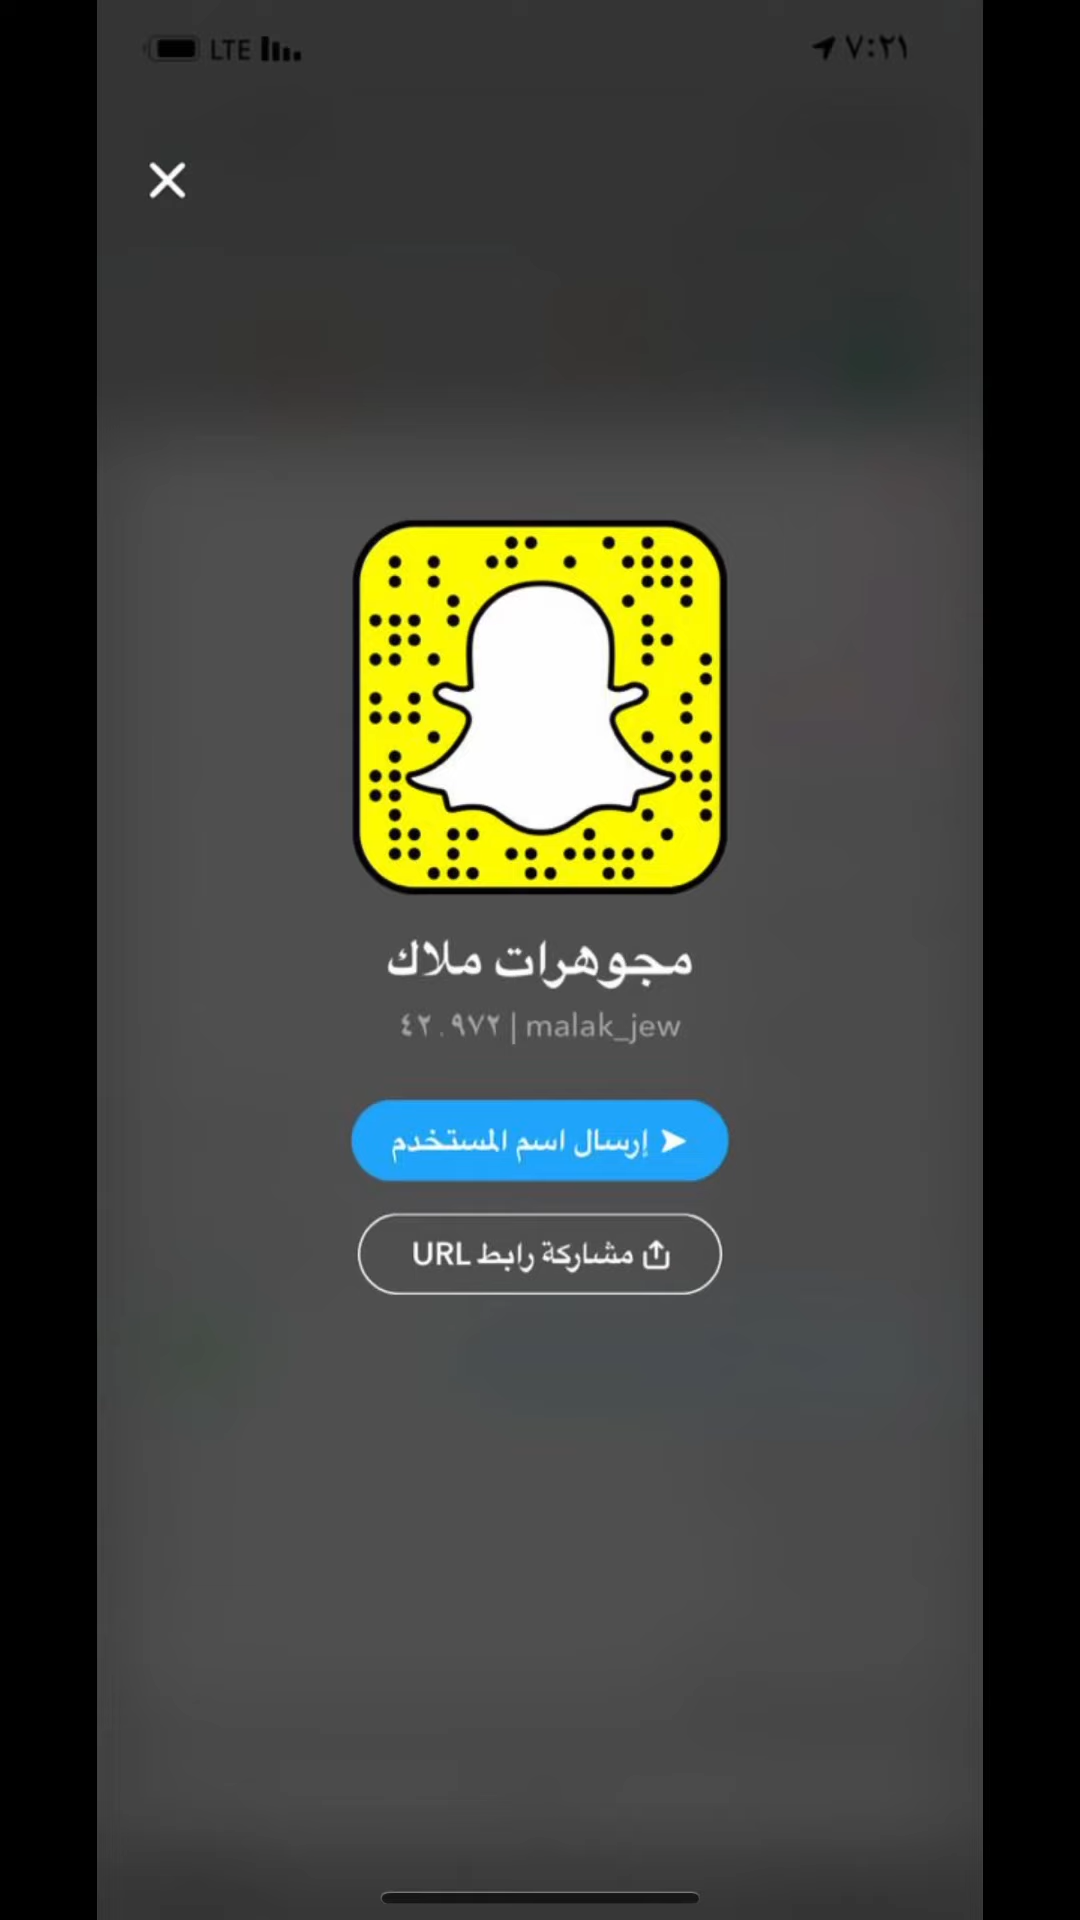 LTE ٧:٢١
مجوهرات ملاك
malak_jew | ٤٢.٩٧٢
إرسال اسم المستخدم
مشاركة رابط URL